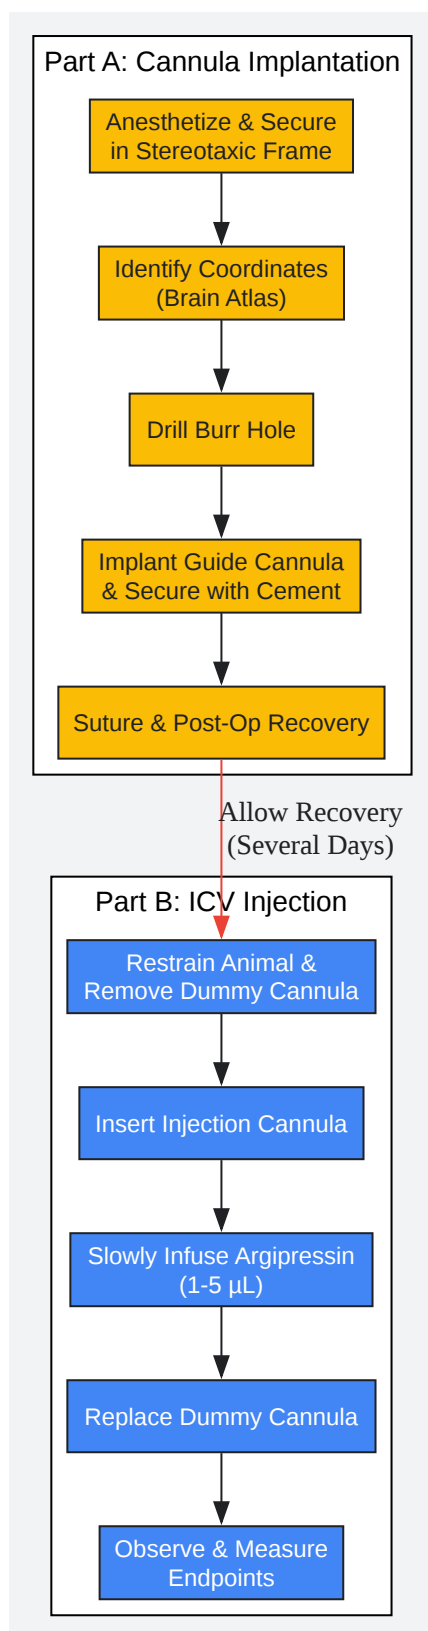 Part A: Cannula Implantation
Anesthetize & Secure
in Stereotaxic Frame
Identify Coordinates
(Brain Atlas)
Drill Burr Hole
Implant Guide Cannula
& Secure with Cement
Suture & Post-Op Recovery
Allow Recovery
(Several Days)
Part B: ICV Injection
Restrain Animal &
Remove Dummy Cannula
Insert Injection Cannula
Slowly Infuse Argipressin
(1-5 µL)
Replace Dummy Cannula
Observe & Measure
Endpoints